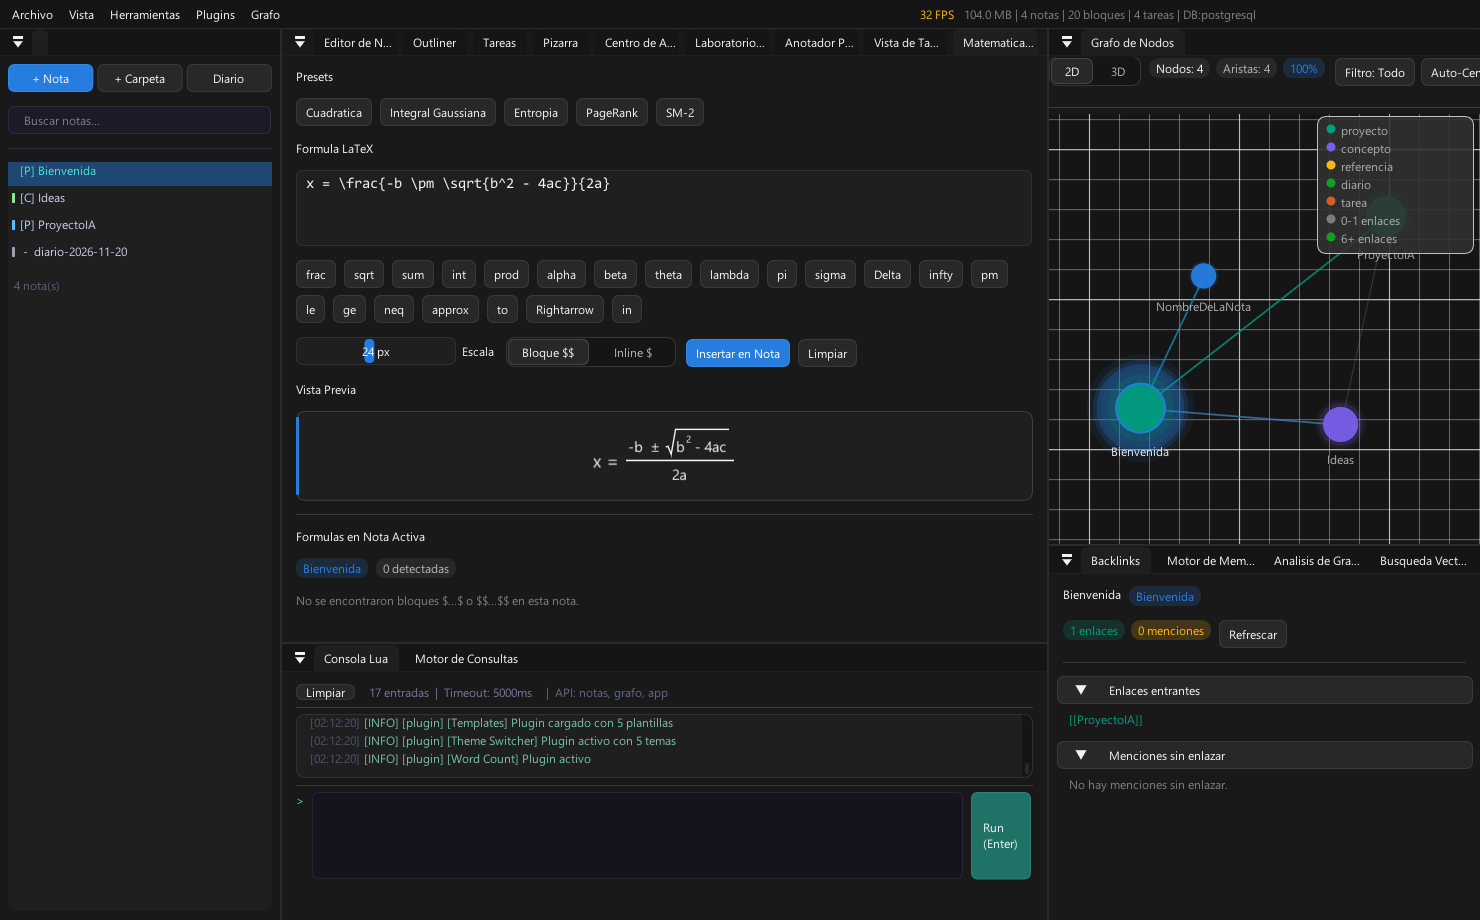 Archivo Vista Herramientas Plugins Grafo
32 FPS 104.0 MB | 4 notas | 20 bloques | 4 tareas | DB:postgresql
+ Nota + Carpeta Diario
Buscar notas...
[P] Bienvenida
[C] Ideas
[P] ProyectoIA
- diario-2026-11-20
4 nota(s)
Editor de N... Outliner Tareas Pizarra Centro de A... Laboratorio... Anotador P... Vista de Ta... Matematica...
Presets
Cuadratica Integral Gaussiana Entropia PageRank SM-2
Formula LaTeX
x = \frac{-b \pm \sqrt{b^2 - 4ac}}{2a}
frac sqrt sum int prod alpha beta theta lambda pi sigma Delta infty pm
le ge neq approx to Rightarrow in
24 px Escala Bloque $$ Inline $ Insertar en Nota Limpiar
Vista Previa
x = -b ± √b2 - 4ac
2a
Formulas en Nota Activa
Bienvenida 0 detectadas
No se encontraron bloques $...$ o $$...$$ en esta nota.
Consola Lua Motor de Consultas
Limpiar 17 entradas | Timeout: 5000ms | API: notas, grafo, app
[02:12:20] [INFO] [plugin] [Templates] Plugin cargado con 5 plantillas
[02:12:20] [INFO] [plugin] [Theme Switcher] Plugin activo con 5 temas
[02:12:20] [INFO] [plugin] [Word Count] Plugin activo
>
Run
(Enter)
Grafo de Nodos
2D 3D Nodos: 4 Aristas: 4 100% Filtro: Todo Auto-Cen
proyecto
concepto
referencia
diario
tarea
0-1 enlaces
6+ enlaces
ProyectoIA
NombreDeLaNota
Bienvenida
Ideas
Backlinks Motor de Mem... Analisis de Gra... Busqueda Vect...
Bienvenida Bienvenida
1 enlaces 0 menciones Refrescar
Enlaces entrantes
[[ProyectoIA]]
Menciones sin enlazar
No hay menciones sin enlazar.